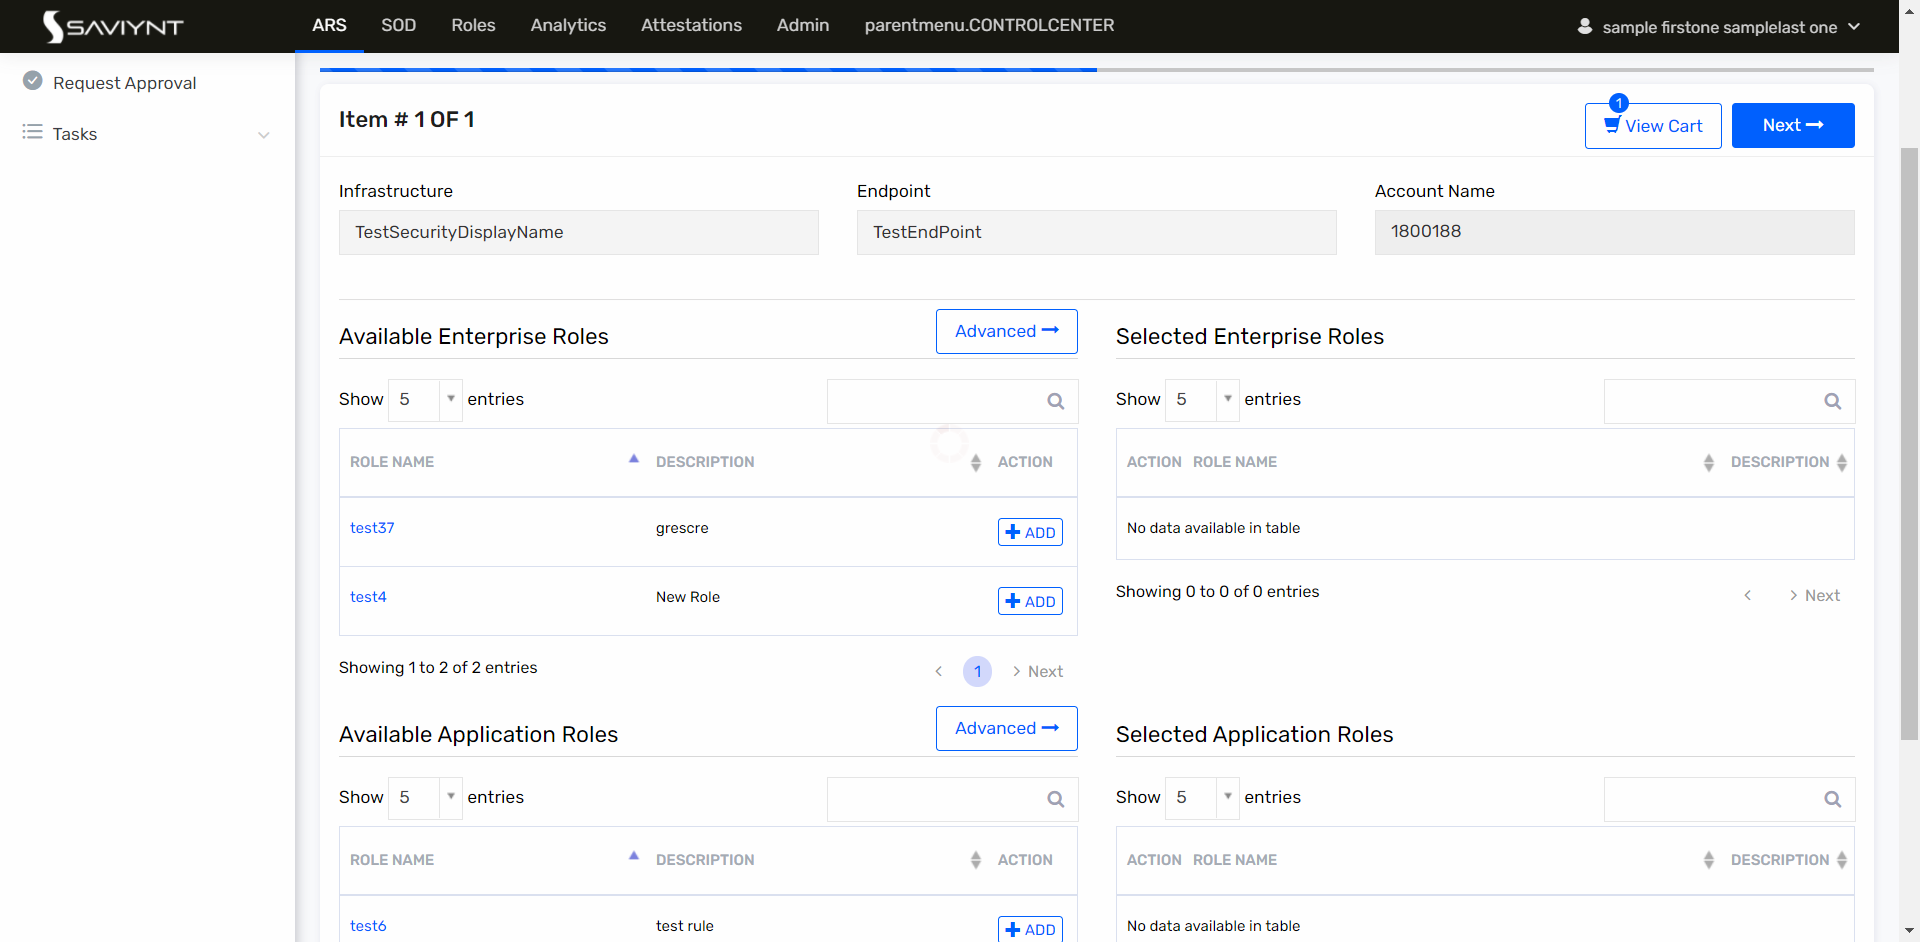 SAVIYNT
ARS SOD Roles Analytics Attestations Admin parentmenu.CONTROLCENTER sample firstone samplelast one
Request Approval
Tasks
Item # 1 OF 1
1
View Cart
Next
Infrastructure Endpoint Account Name
TestSecurityDisplayName TestEndPoint 1800188
Available Enterprise Roles
Advanced
Show 5 entries
ROLE NAME DESCRIPTION ACTION
test37 grescre ADD
test4 New Role ADD
Showing 1 to 2 of 2 entries
1 Next
Selected Enterprise Roles
Show 5 entries
ACTION ROLE NAME DESCRIPTION
No data available in table
Showing 0 to 0 of 0 entries
Next
Available Application Roles
Advanced
Show 5 entries
ROLE NAME DESCRIPTION ACTION
test6 test rule ADD
Selected Application Roles
Show 5 entries
ACTION ROLE NAME DESCRIPTION
No data available in table